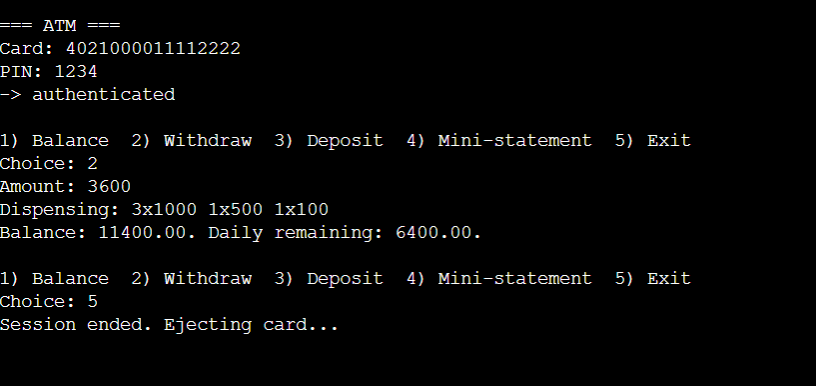 === ATM ===
Card: 4021000011112222
PIN: 1234
-> authenticated
1) Balance  2) Withdraw  3) Deposit  4) Mini-statement  5) Exit
Choice: 2
Amount: 3600
Dispensing: 3x1000 1x500 1x100
Balance: 11400.00. Daily remaining: 6400.00.
1) Balance  2) Withdraw  3) Deposit  4) Mini-statement  5) Exit
Choice: 5
Session ended. Ejecting card...